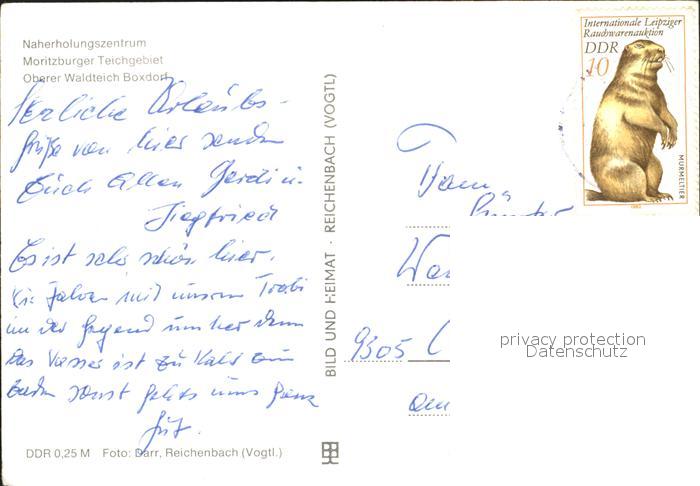 Naherholungszentrum
Moritzburger Teichgebiet
Oberer Waldteich Boxdorf
Herzliche Urlaubs-
grüße von hier senden
Euch Allen Gerdi u.
Siegfried
Es ist sehr schön hier.
Wir fahren mit unserm Trabi
in der Gegend umher denn
das Wasser ist zu kalt zum
baden sonst gehts uns ganz
gut.
DDR 0,25 M Foto: Darr, Reichenbach (Vogtl.)
BILD UND HEIMAT · REICHENBACH (VOGTL)
Internationale Leipziger
Rauchwarenauktion
DDR
10
MURMELTIER
1982
Fam.
9305
privacy protection
Datenschutz